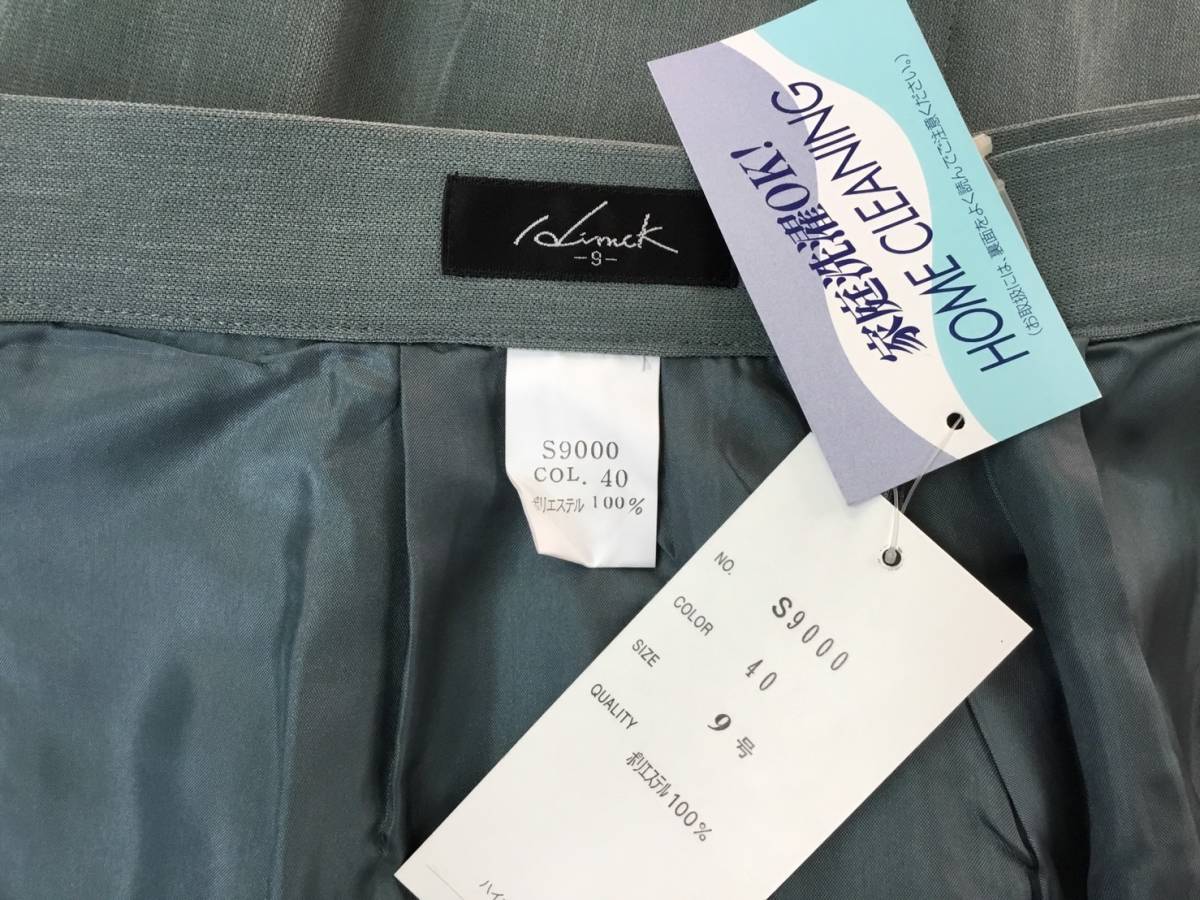 -S-
家庭洗濯OK!
HOME CLEANING
(お取扱には、裏面をよく読んでご注意ください。)
S9000
COL. 40
ポリエステル 100%
NO. S9000
COLOR 40
SIZE 9号
QUALITY ポリエステル100%